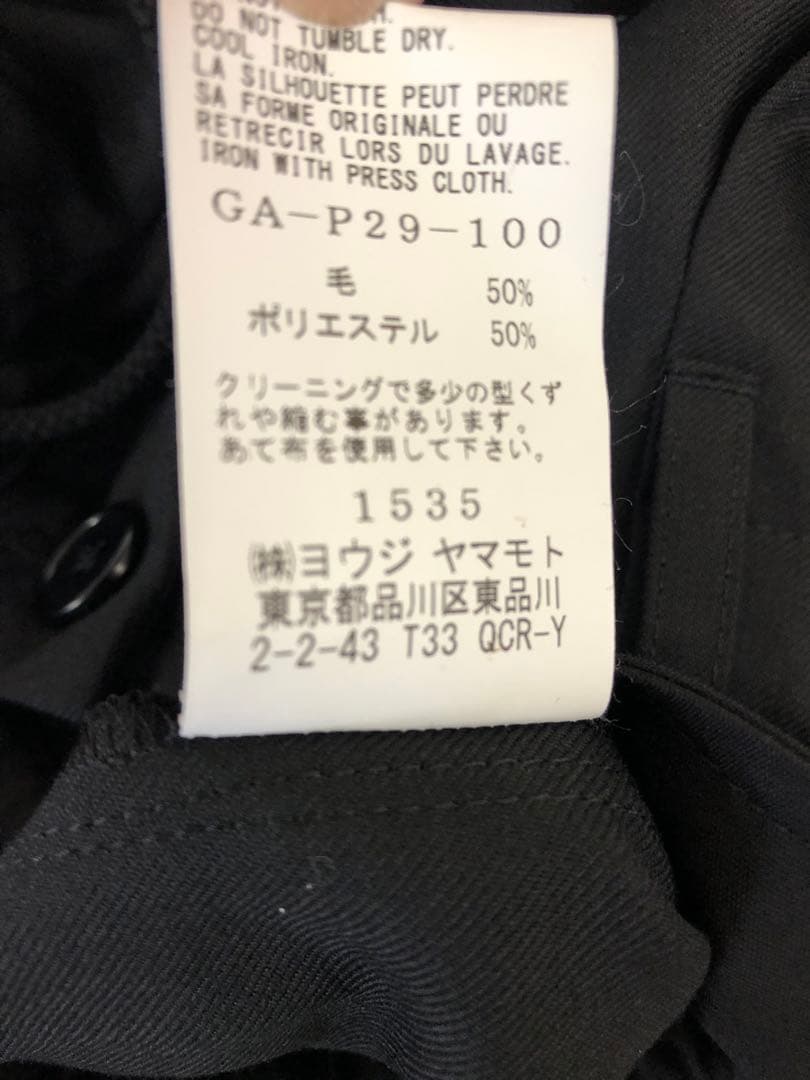 DO NOT TUMBLE DRY.
COOL IRON.
LA SILHOUETTE PEUT PERDRE
SA FORME ORIGINALE OU
RETRECIR LORS DU LAVAGE.
IRON WITH PRESS CLOTH.
GA-P29-100
毛 50%
ポリエステル 50%
クリーニングで多少の型くず
れや縮む事があります。
あて布を使用して下さい。
1535
㈱ヨウジ ヤマモト
東京都品川区東品川
2-2-43 T33 QCR-Y